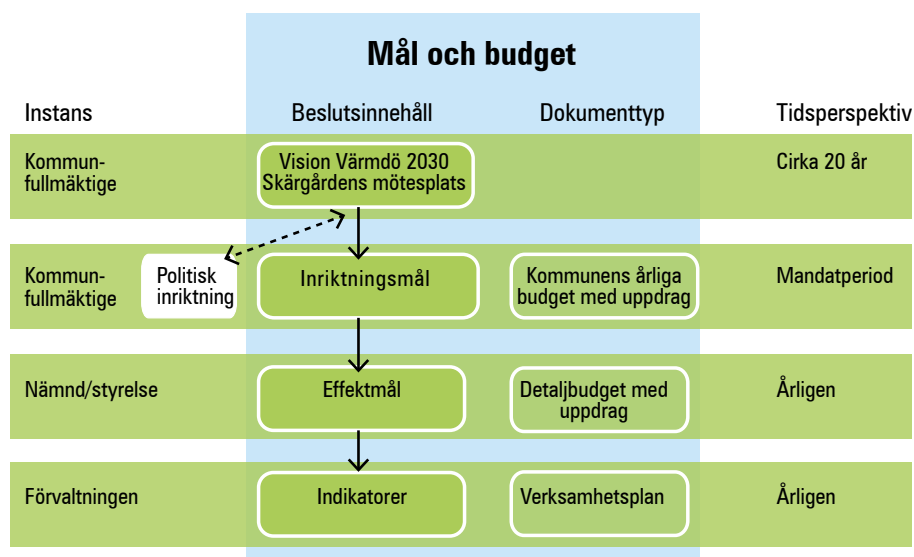 Mål och budget
Instans
Beslutsinnehåll
Dokumenttyp
Tidsperspektiv
Kommun-
fullmäktige
Vision Värmdö 2030
Skärgårdens mötesplats
Cirka 20 år
Kommun-
fullmäktige
Politisk
inriktning
Inriktningsmål
Kommunens årliga
budget med uppdrag
Mandatperiod
Nämnd/styrelse
Effektmål
Detaljbudget med
uppdrag
Årligen
Förvaltningen
Indikatorer
Verksamhetsplan
Årligen